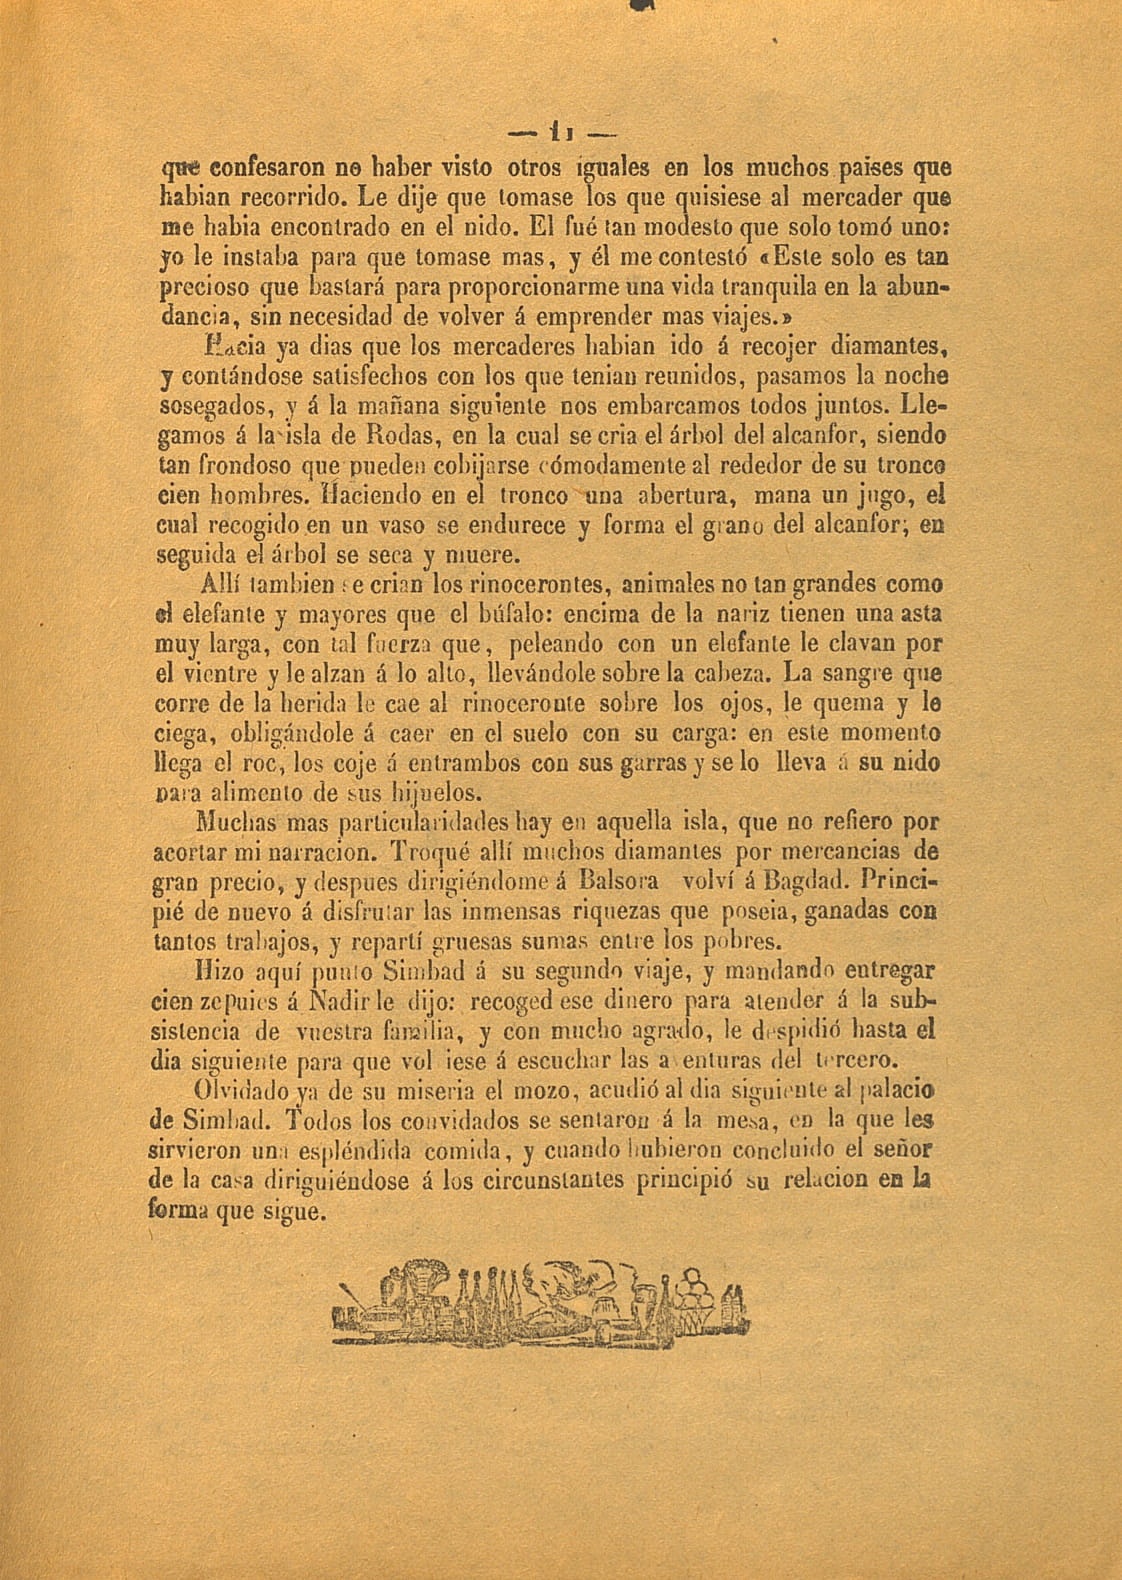 — 11 —
que confesaron no haber visto otros iguales en los muchos paises que
habian recorrido. Le dije que tomase los que quisiese al mercader que
me habia encontrado en el nido. El fué tan modesto que solo tomó uno:
yo le instaba para que tomase mas, y él me contestó «Este solo es tan
precioso que bastará para proporcionarme una vida tranquila en la abun-
dancia, sin necesidad de volver á emprender mas viajes.»
Hacia ya dias que los mercaderes habian ido á recojer diamantes,
y contándose satisfechos con los que tenian reunidos, pasamos la noche
sosegados, y á la mañana siguiente nos embarcamos todos juntos. Lle-
gamos á la isla de Rodas, en la cual se cria el árbol del alcanfor, siendo
tan frondoso que pueden cobijarse cómodamente al rededor de su tronco
cien hombres. Haciendo en el tronco una abertura, mana un jugo, el
cual recogido en un vaso se endurece y forma el grano del alcanfor; en
seguida el árbol se seca y muere.
Allí tambien se crian los rinocerontes, animales no tan grandes como
el elefante y mayores que el búfalo: encima de la nariz tienen una asta
muy larga, con tal fuerza que, peleando con un elefante le clavan por
el vientre y le alzan á lo alto, llevándole sobre la cabeza. La sangre que
corre de la herida le cae al rinoceronte sobre los ojos, le quema y le
ciega, obligándole á caer en el suelo con su carga: en este momento
llega el roc, los coje á entrambos con sus garras y se lo lleva á su nido
para alimento de sus hijuelos.
Muchas mas particularidades hay en aquella isla, que no refiero por
acortar mi narracion. Troqué allí muchos diamantes por mercancias de
gran precio, y despues dirigiéndome á Balsora volví á Bagdad. Princi-
pié de nuevo á disfrutar las inmensas riquezas que poseia, ganadas con
tantos trabajos, y repartí gruesas sumas entre los pobres.
Hizo aquí punto Simbad á su segundo viaje, y mandando entregar
cien zequies á Nadir le dijo: recoged ese dinero para atender á la sub-
sistencia de vuestra familia, y con mucho agrado, le despidió hasta el
dia siguiente para que vol iese á escuchar las a enturas del tercero.
Olvidado ya de su miseria el mozo, acudió al dia siguiente al palacio
de Simbad. Todos los convidados se sentaron á la mesa, en la que les
sirvieron una espléndida comida, y cuando hubieron concluido el señor
de la casa diriguiéndose á los circunstantes principió su relacion en la
forma que sigue.